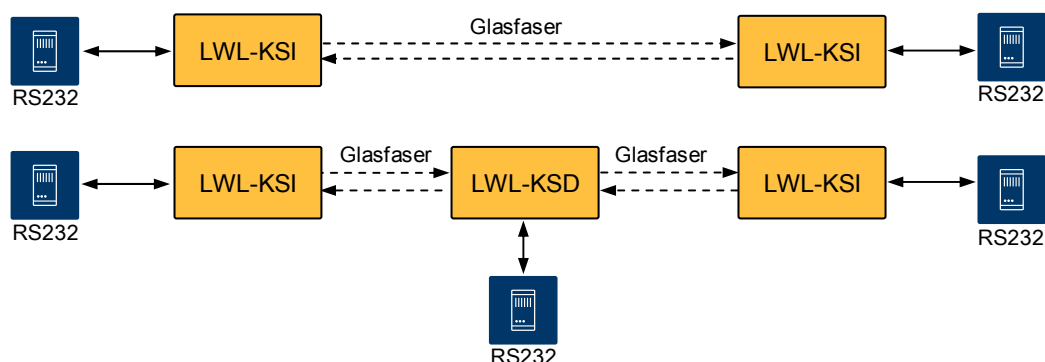 Glasfaser
LWL-KSI
LWL-KSI
RS232
RS232
Glasfaser
Glasfaser
LWL-KSI
LWL-KSD
LWL-KSI
RS232
RS232
RS232